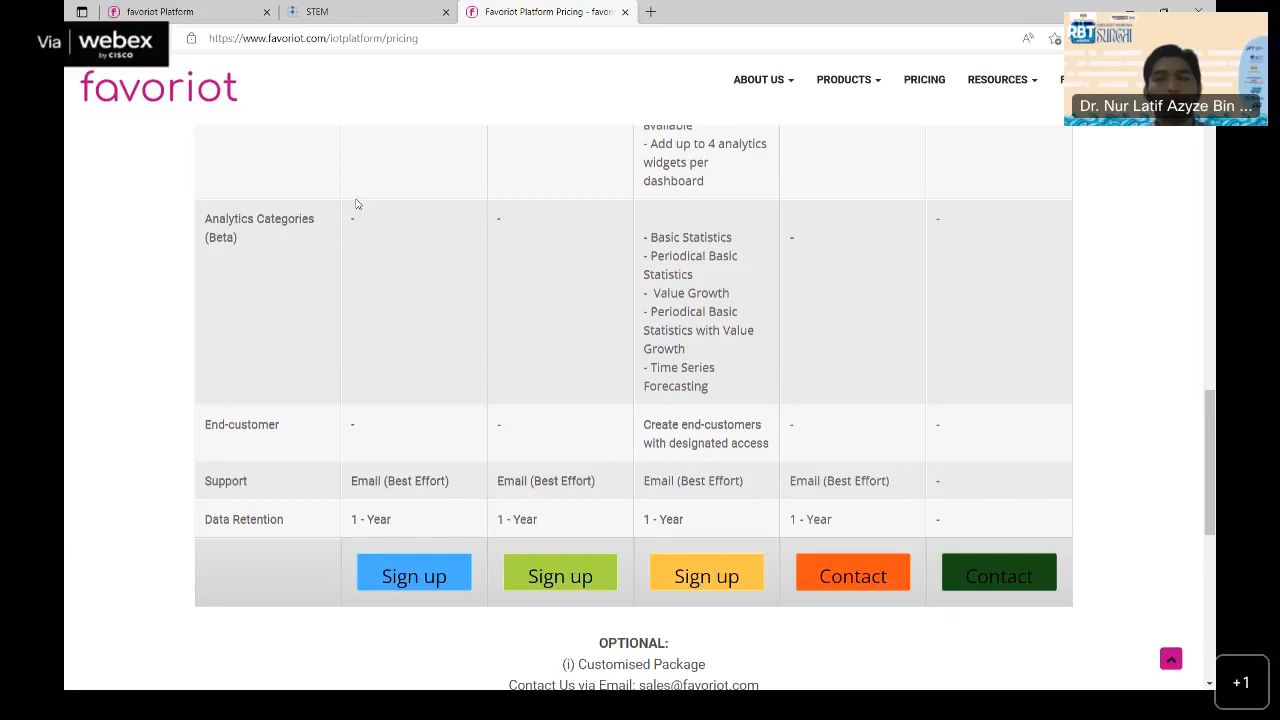 favoriot Platform
STEM
Favoriot Platform Pricing - favor
Via webex
by CISCO
https://www.favoriot.com/iotplatformpricing
RBT
Dr. Nur Latif Azyze Bin ...
favoriot
ABOUT US
PRODUCTS
PRICING
RESOURCES
available
- Add up to 4 analytics
widgets per
dashboard
Analytics Categories
(Beta)
-
-
- Basic Statistics
- Periodical Basic
Statistics
- Value Growth
- Periodical Basic
Statistics with Value
Growth
- Time Series
Forecasting
-
-
End-customer
-
-
Create end-customers
with designated access
-
-
Support
Email (Best Effort)
Email (Best Effort)
Email (Best Effort)
Email (Best Effort)
-
Data Retention
1 - Year
1 - Year
1 - Year
1 - Year
-
Sign up
Sign up
Sign up
Contact
Contact
OPTIONAL:
(i) Customised Package
Contact Us via Email: sales@favoriot.com
+1